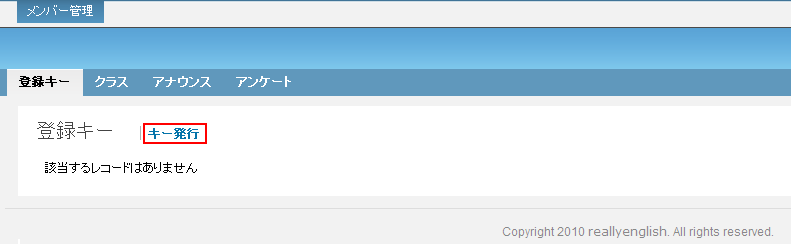 メンバー管理
登録キー クラス アナウンス アンケート
登録キー | キー発行
該当するレコードはありません
Copyright 2010 reallyenglish. All rights reserved.